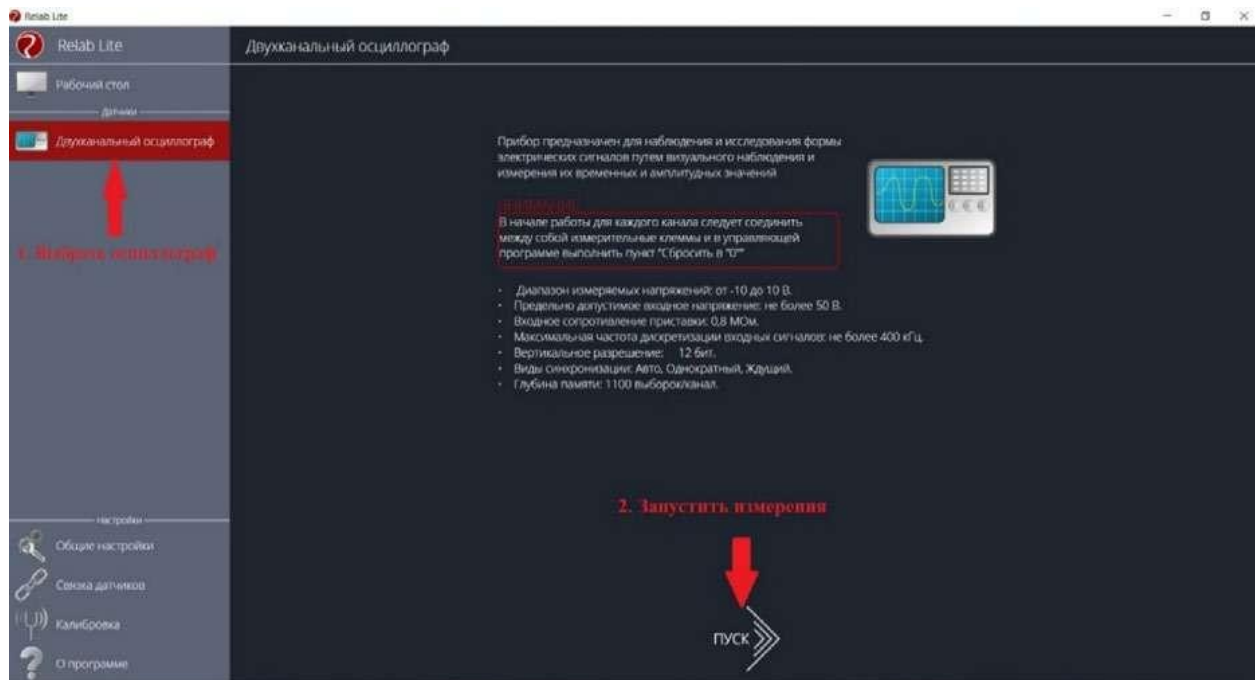 Relab Lite
Relab Lite
Двухканальный осциллограф
Рабочий стол
Датчики
Двухканальный осциллограф
1. Выбрать осциллограф
Прибор предназначен для наблюдения и исследования формы
электрических сигналов путем визуального наблюдения и
измерения их временных и амплитудных значений
В начале работы для каждого канала следует соединить
между собой измерительные клеммы и в управляющей
программе выполнить пункт "Сбросить в "0""
· Диапазон измеряемых напряжений: от -10 до 10 В.
· Предельно допустимое входное напряжение: не более 50 В.
· Входное сопротивление приставки: 0,8 МОм.
· Максимальная частота дискретизации входных сигналов: не более 400 кГц.
· Вертикальное разрешение: 12 бит.
· Виды синхронизации: Авто, Однократный, Ждущий.
· Глубина памяти: 1100 выборок/канал.
2. Запустить измерения
ПУСК
Настройки
Общие настройки
Связка датчиков
Калибровка
О программе